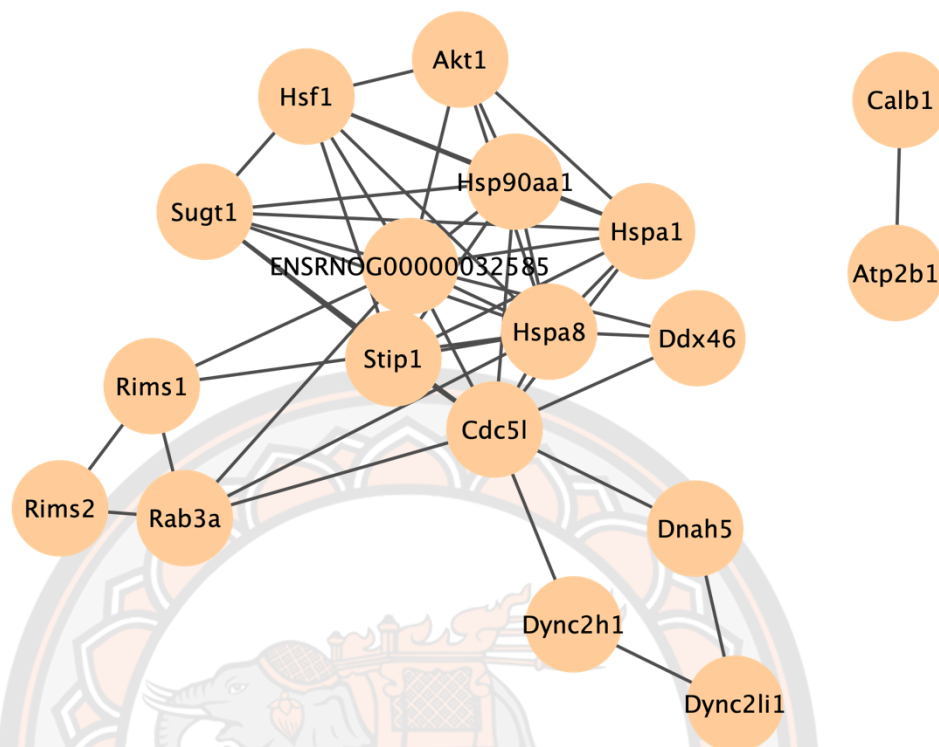 Akt1
Hsf1
Calb1
Hsp90aa1
Sugt1
Hspa1
ENSRNOG00000032585
Atp2b1
Hspa8
Ddx46
Stip1
Rims1
Cdc5l
Rims2
Rab3a
Dnah5
Dync2h1
Dync2li1